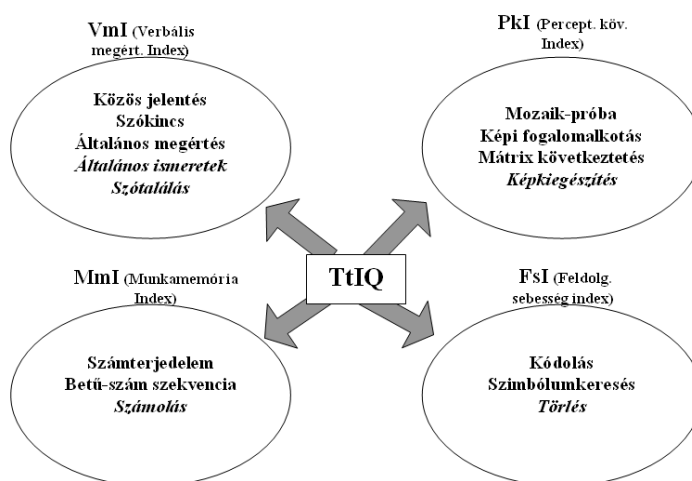 VmI (Verbális
megért. Index)
Közös jelentés
Szókincs
Általános megértés
Általános ismeretek
Szótalálás
PkI (Percept. köv.
Index)
Mozaik-próba
Képi fogalomalkotás
Mátrix következtetés
Képkiegészítés
TtIQ
MmI (Munkamemória
Index)
Számterjedelem
Betű-szám szekvencia
Számolás
FsI (Feldolg.
sebesség index)
Kódolás
Szimbólumkeresés
Törlés